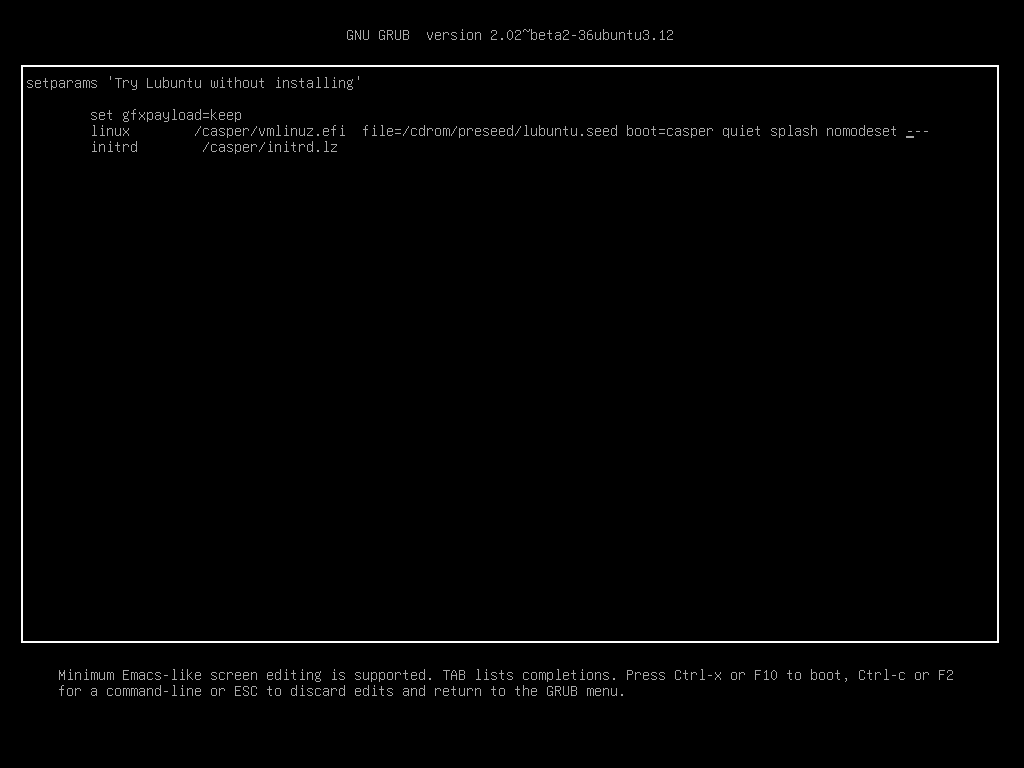 GNU GRUB  version 2.02~beta2-36ubuntu3.12
setparams 'Try Lubuntu without installing'
set gfxpayload=keep
linux        /casper/vmlinuz.efi  file=/cdrom/preseed/lubuntu.seed boot=casper quiet splash nomodeset ---
initrd        /casper/initrd.lz
Minimum Emacs-like screen editing is supported. TAB lists completions. Press Ctrl-x or F10 to boot, Ctrl-c or F2
for a command-line or ESC to discard edits and return to the GRUB menu.